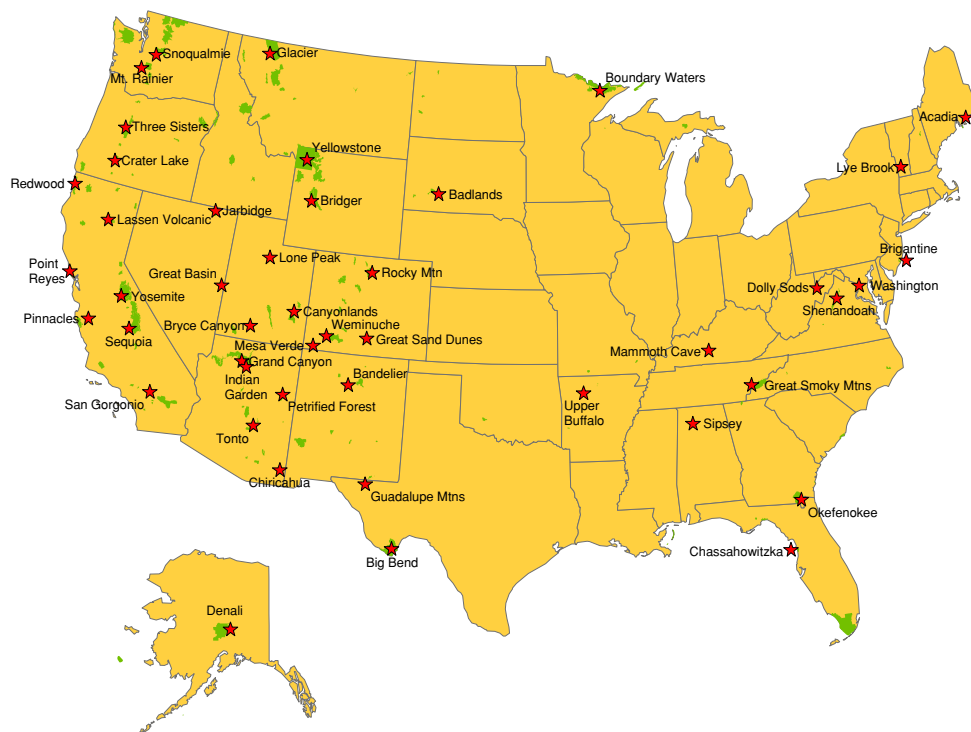 Snoqualmie
Glacier
Mt. Rainier
Boundary Waters
Acadia
Three Sisters
Yellowstone
Crater Lake
Lye Brook
Redwood
Badlands
Bridger
Jarbidge
Lassen Volcanic
Brigantine
Lone Peak
Point
Reyes
Great Basin
Rocky Mtn
Dolly Sods
Washington
Yosemite
Shenandoah
Canyonlands
Pinnacles
Bryce Canyon
Weminuche
Sequoia
Mesa Verde
Great Sand Dunes
Mammoth Cave
Grand Canyon
Indian
Garden
Bandelier
Great Smoky Mtns
San Gorgonio
Petrified Forest
Upper
Buffalo
Sipsey
Tonto
Chiricahua
Guadalupe Mtns
Okefenokee
Chassahowitzka
Big Bend
Denali